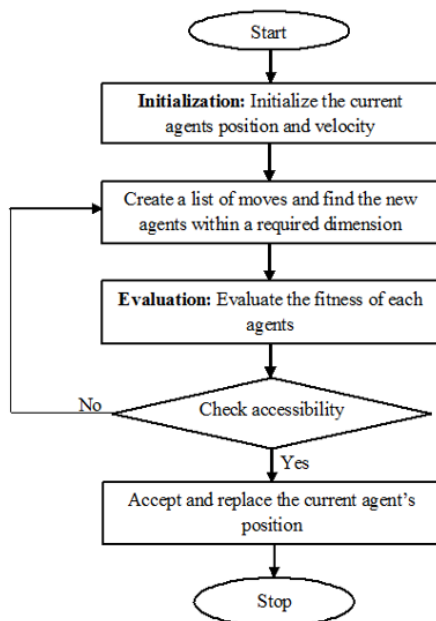 Start
Initialization: Initialize the current
agents position and velocity
Create a list of moves and find the new
agents within a required dimension
Evaluation: Evaluate the fitness of each
agents
No
Check accessibility
Yes
Accept and replace the current agent's
position
Stop